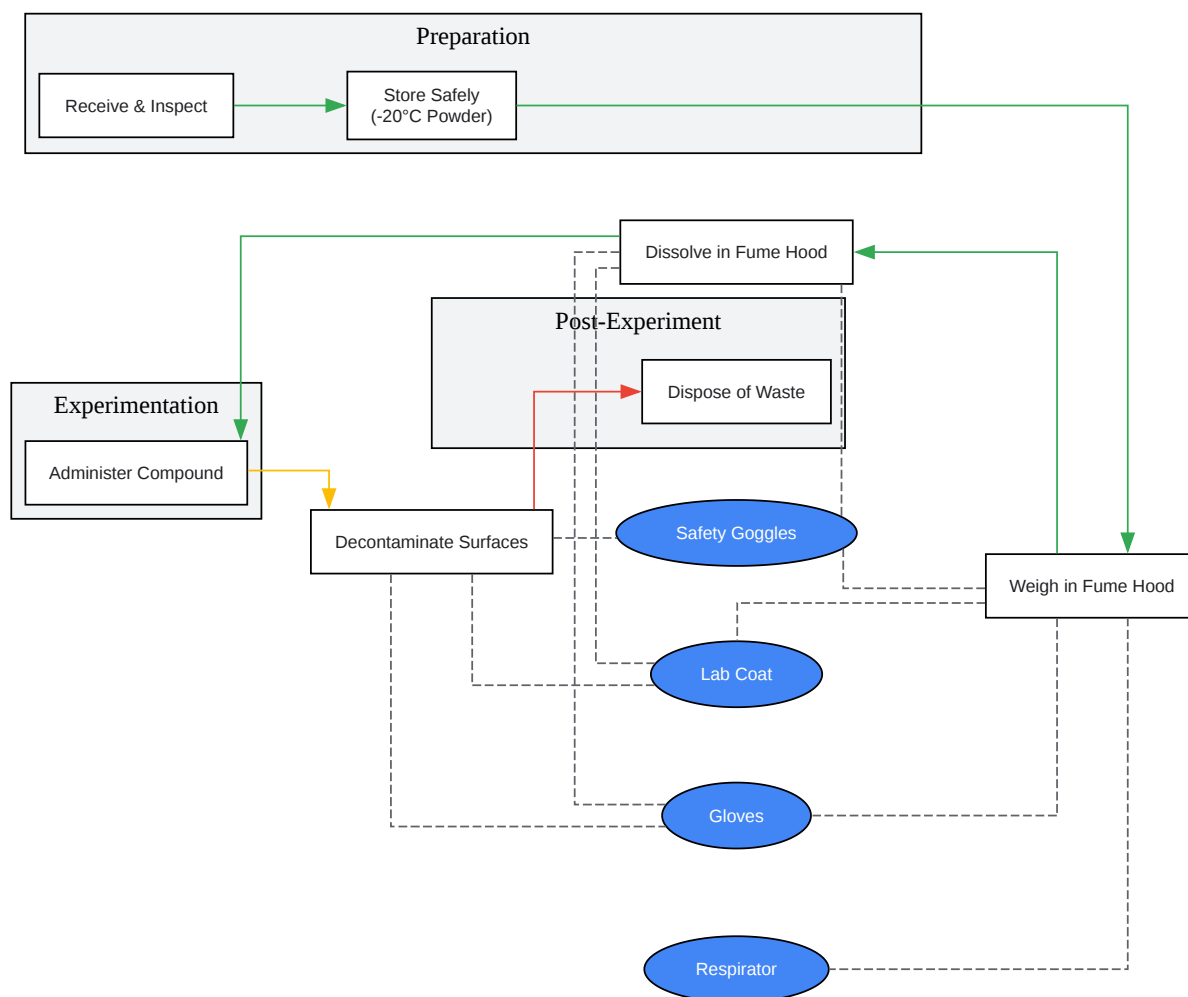 Preparation
Receive & Inspect
Store Safely
(-20°C Powder)
Dissolve in Fume Hood
Post-Experiment
Dispose of Waste
Experimentation
Administer Compound
Decontaminate Surfaces
Safety Goggles
Weigh in Fume Hood
Lab Coat
Gloves
Respirator